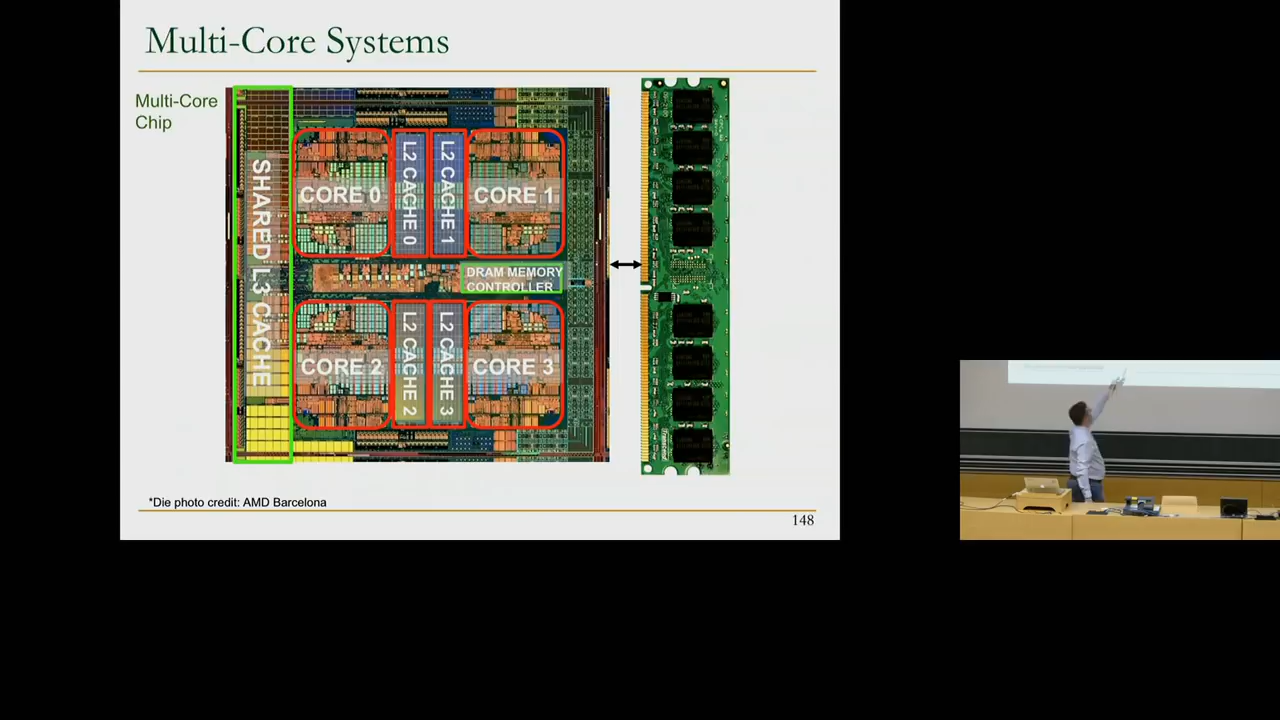 Multi-Core Systems
Multi-Core
Chip
SHARED L3 CACHE
CORE 0
L2 CACHE 0
L2 CACHE 1
CORE 1
DRAM MEMORY
CONTROLLER
CORE 2
L2 CACHE 2
L2 CACHE 3
CORE 3
*Die photo credit: AMD Barcelona
148